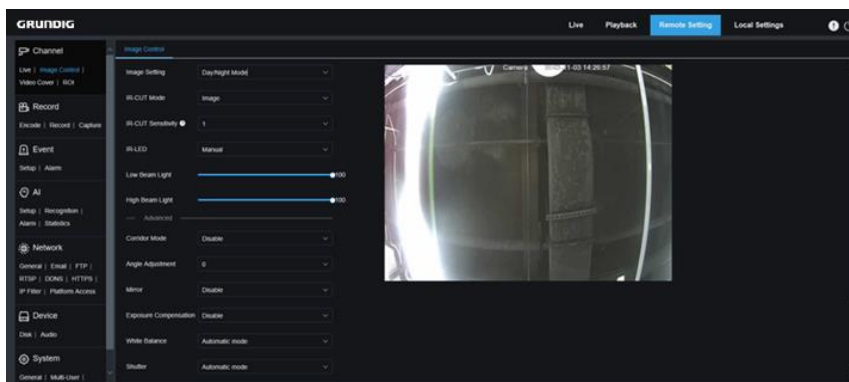 GRUNDIG
Live Playback Remote Setting Local Settings
Channel
Live | Image Control |
Video Cover | ROI
Record
Encode | Record | Capture
Event
Setup | Alarm
AI
Setup | Recognition |
Alarm | Statistics
Network
General | Email | FTP |
RTSP | DDNS | HTTPS |
IP Filter | Platform Access
Device
Disk | Audio
System
General | Multi-User |
Image Control
Image Setting Day/Night Mode
IR-CUT Mode Image
IR-CUT Sensitivity 1
IR-LED Manual
Low Beam Light 100
High Beam Light 100
Advanced
Corridor Mode Disable
Angle Adjustment 0
Mirror Disable
Exposure Compensation Disable
White Balance Automatic mode
Shutter Automatic mode
Camera 11-03 14:26:57